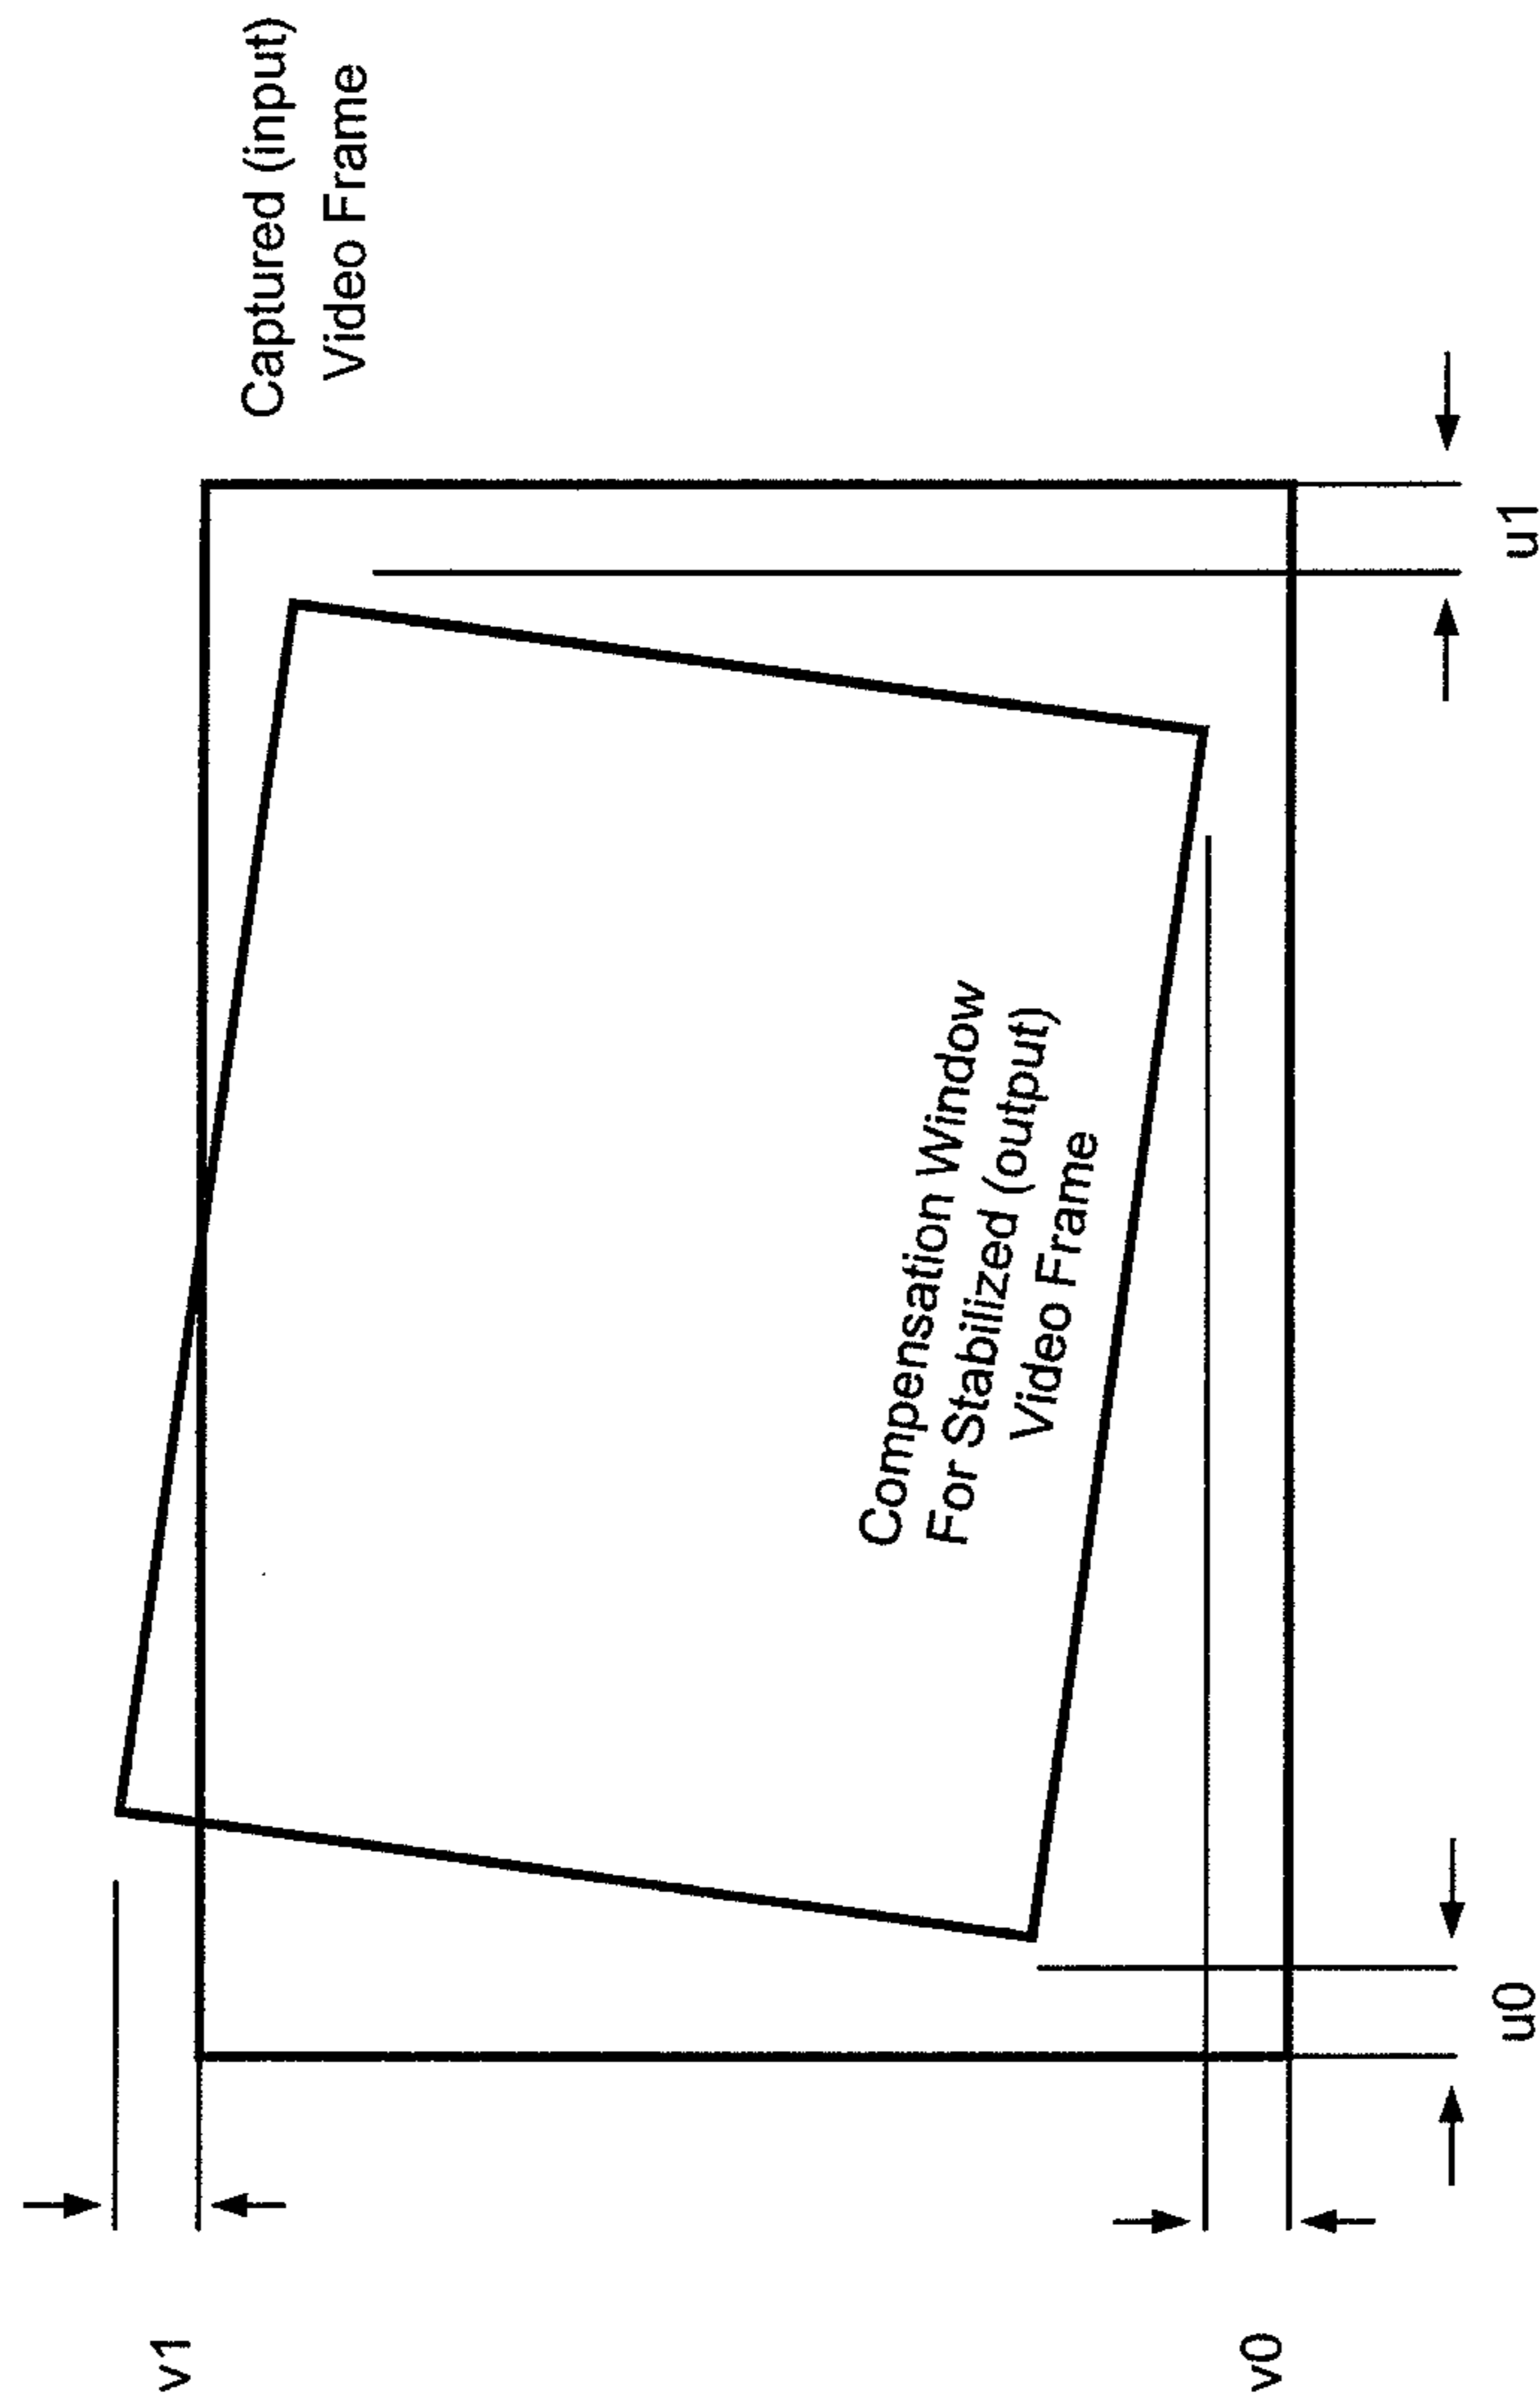 Captured (input)
Video Frame
Compensation Window
For Stabilized (output)
Video Frame
v1
v0
u0
u1